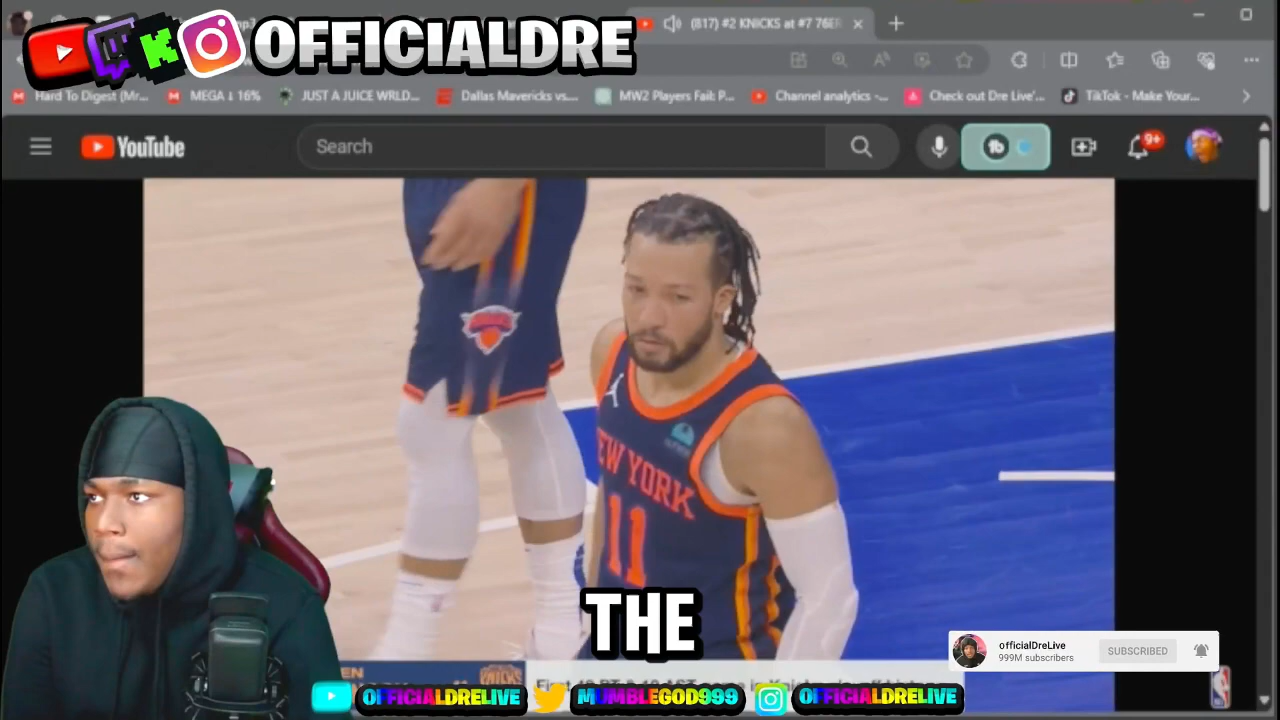 (817) #2 KNICKS at #7 76ER
OFFICIALDRE
Hard To Digest (Mr...
MEGA ↓ 16%
JUST A JUICE WRLD...
Dallas Mavericks vs...
MW2 Players Fail: P...
Channel analytics -...
Check out Dre Live'...
TikTok - Make Your...
YouTube
Search
9+
NEW YORK
11
THE
officialDreLive
999M subscribers
SUBSCRIBED
OFFICIALDRELIVE
MUMBLEGOD999
OFFICIALDRELIVE